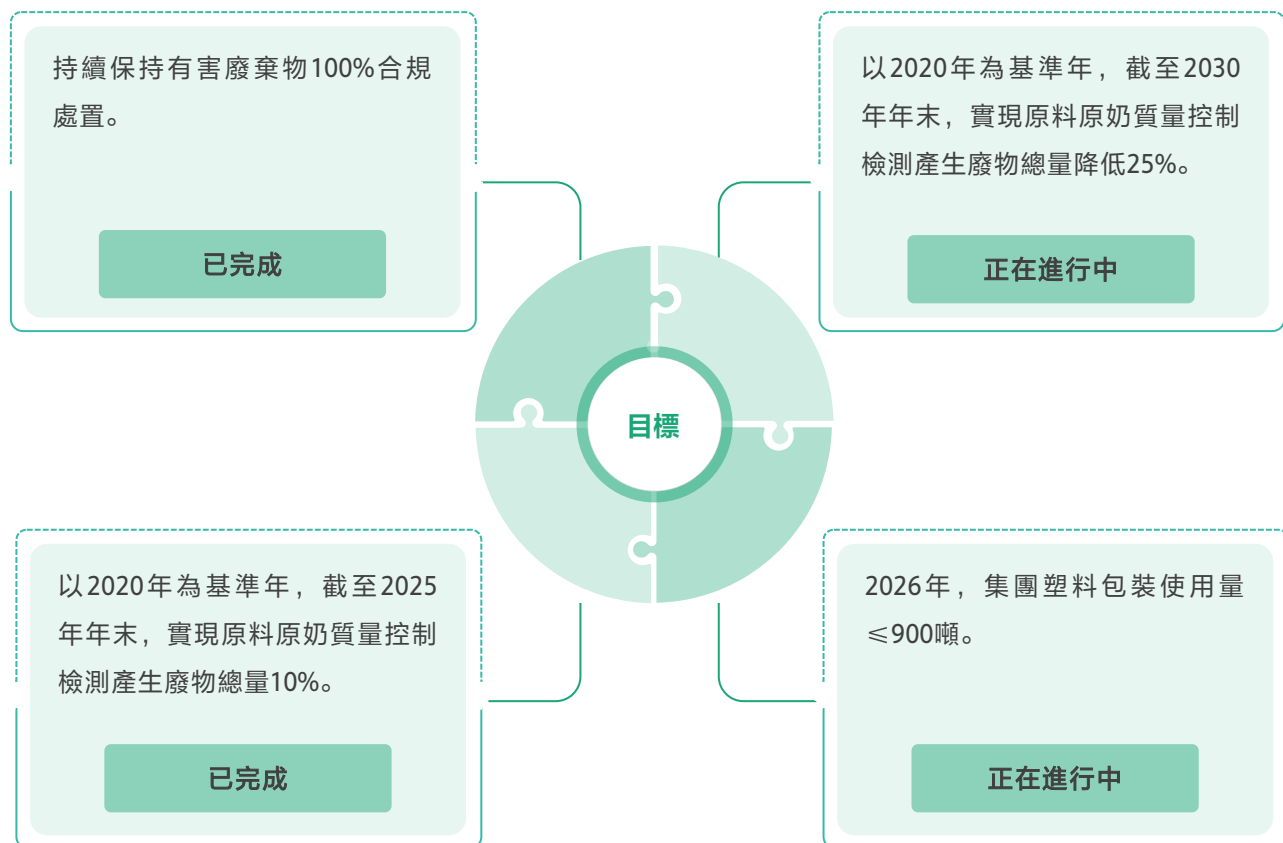 持續保持有害廢棄物100%合規
處置。
已完成
以2020年為基準年，截至2030
年年末，實現原料原奶質量控制
檢測產生廢物總量降低25%。
正在進行中
目標
以2020年為基準年，截至2025
年年末，實現原料原奶質量控制
檢測產生廢物總量10%。
已完成
2026年，集團塑料包裝使用量
≤900噸。
正在進行中